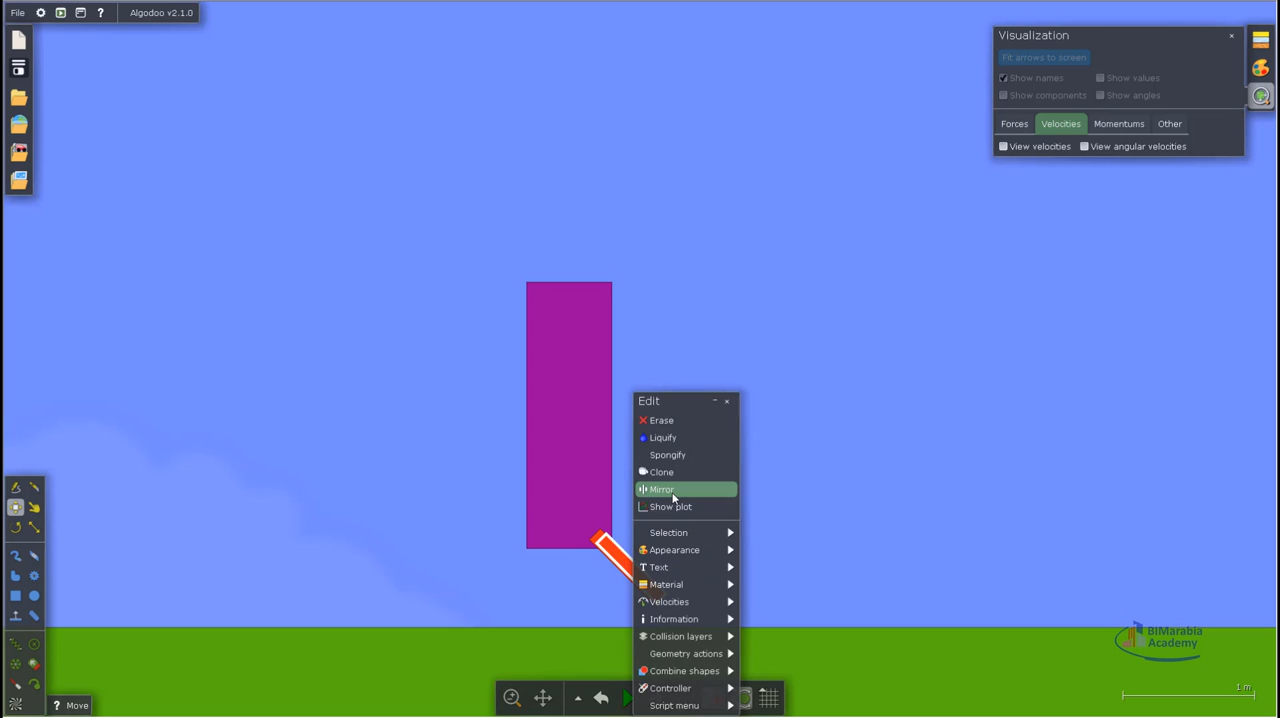 File
?
Algodoo v2.1.0
Visualization
×
Fit arrows to screen
Show names
Show values
Show components
Show angles
Forces
Velocities
Momentums
Other
View velocities
View angular velocities
Edit
−
×
Erase
Liquify
Spongify
Clone
Mirror
Show plot
Selection
Appearance
T Text
Material
Velocities
i Information
Collision layers
Geometry actions
Combine shapes
Controller
Script menu
? Move
BIMarabia
Academy
1 m